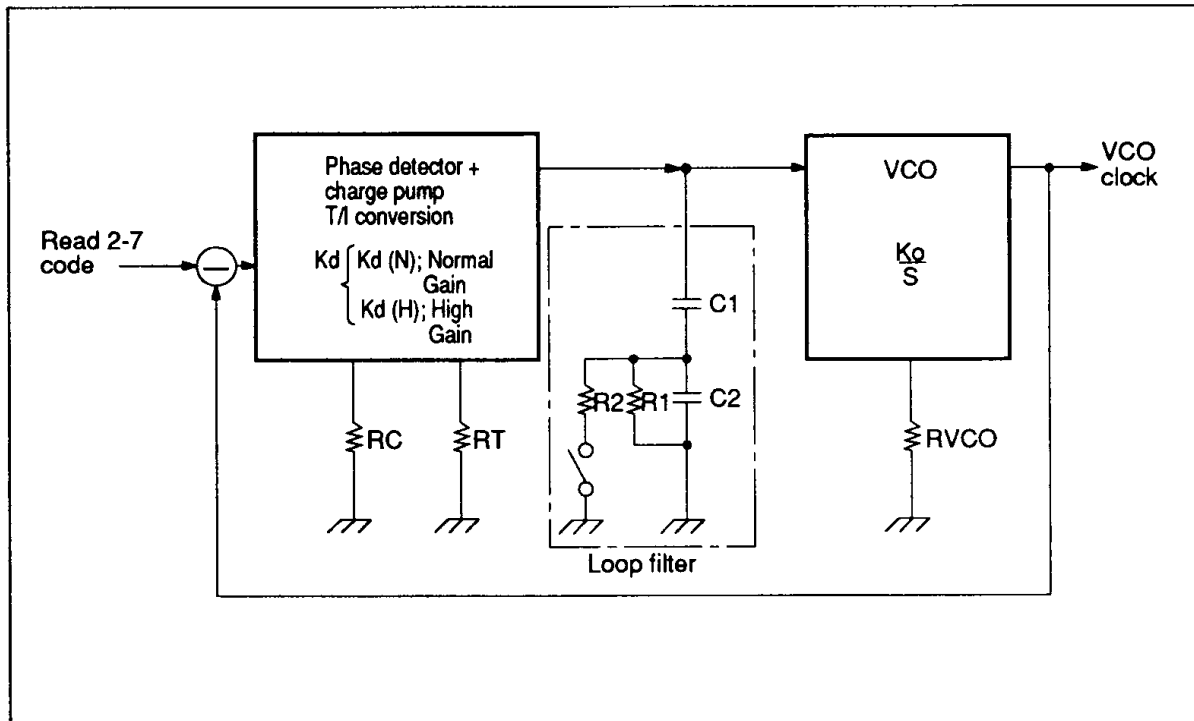 Phase detector +
charge pump
T/I conversion
Kd { Kd (N); Normal
Gain
Kd (H); High
Gain
Read 2-7
code
−
VCO
Ko
S
VCO
clock
C1
R2
R1
C2
RC
RT
RVCO
Loop filter